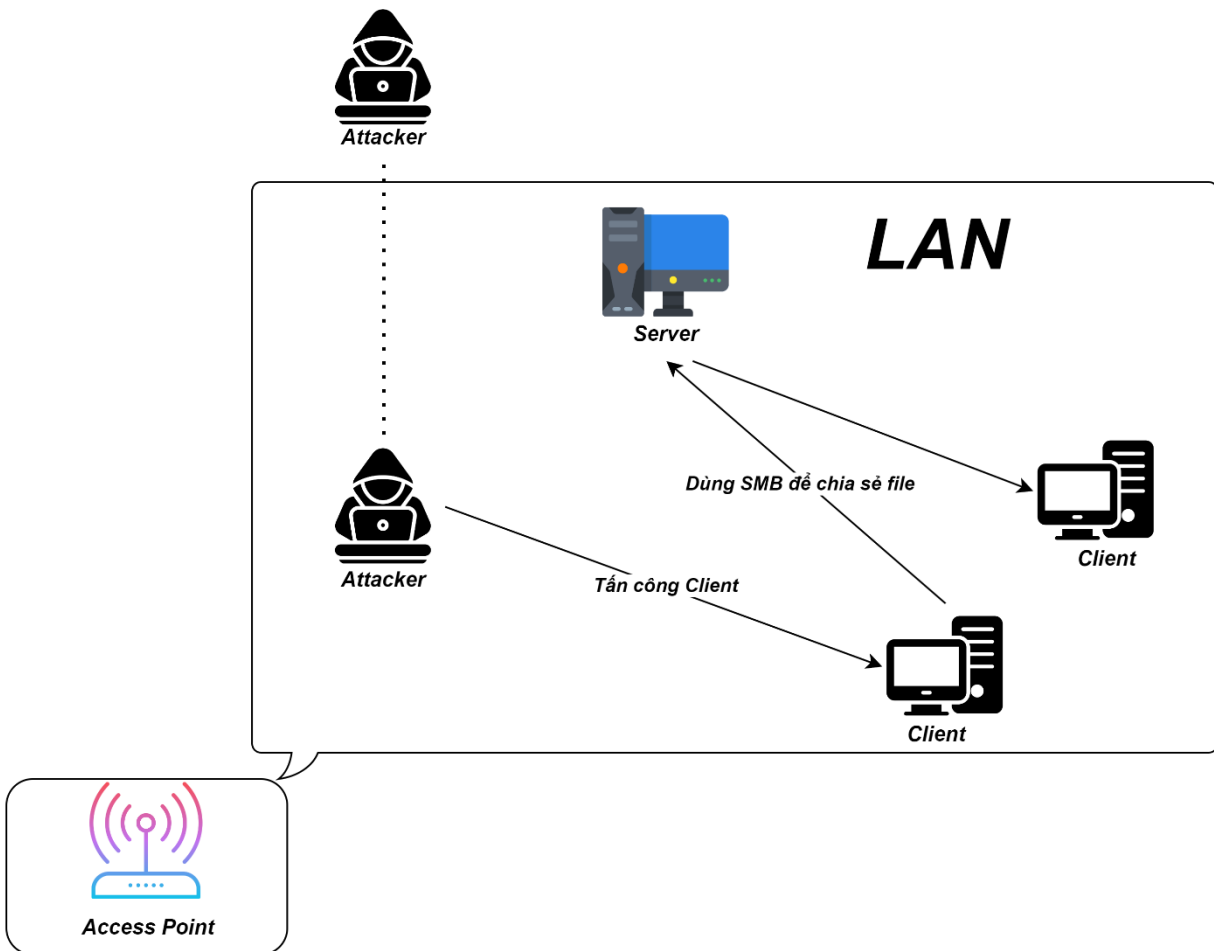 Attacker
LAN
Server
Dùng SMB để chia sẻ file
Client
Attacker
Tấn công Client
Client
Access Point